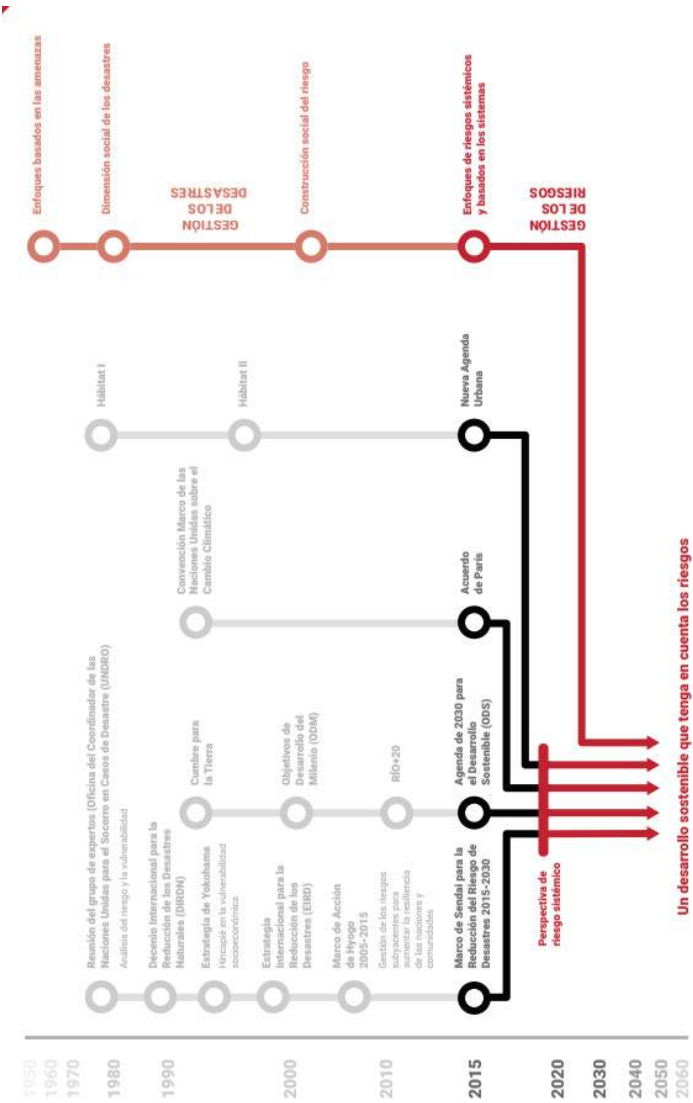 1950
1960
1970
1980
1990
2000
2010
2015
2020
2030
2040
2050
2060
Reunión del grupo de expertos (Oficina del Coordinador de las
Naciones Unidas para el Socorro en Casos de Desastre (UNDRO)
Análisis del riesgo y la vulnerabilidad
Decenio Internacional para la
Reducción de los Desastres
Naturales (DIRDN)
Estrategia de Yokohama
Hincapié en la vulnerabilidad
socioeconómica
Estrategia
Internacional para la
Reducción de los
Desastres (EIRD)
Marco de Acción
de Hyogo
2005-2015
Gestión de los riesgos
subyacentes para
aumentar la resiliencia
de los naciones y
comunidades
Marco de Sendai para la
Reducción del Riesgo de
Desastres 2015-2030
Cumbre para
la Tierra
Objetivos de
Desarrollo del
Milenio (ODM)
RÍO+20
Agenda de 2030 para
el Desarrollo
Sostenible (ODS)
Convención Marco de las
Naciones Unidas sobre el
Cambio Climático
Acuerdo
de París
Hábitat I
Hábitat II
Nueva Agenda
Urbana
Enfoques basados en las amenazas
Dimensión social de los desastres
GESTIÓN
DE LOS
DESASTRES
Construcción social del riesgo
Enfoques de riesgos sistémicos
y basados en los sistemas
GESTIÓN
DE LOS
RIESGOS
Perspectiva de
riesgo sistémico
Un desarrollo sostenible que tenga en cuenta los riesgos